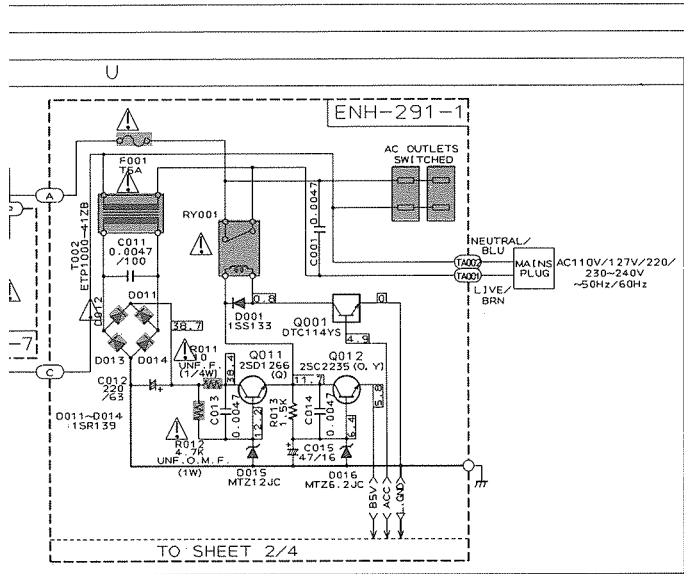 U
ENH-291-1
F001
T6A
AC OUTLETS
SWITCHED
A
T002
ETP1000-41ZB
C011
0.0047
/100
RY001
C001 0.0047
NEUTRAL/
BLU
TA002
TA001
LIVE/
BRN
MAINS
PLUG
AC110V/127V/220/
230~240V
~50Hz/60Hz
D012
D011
38.7
D013
D014
D001
1SS133
0.8
Q001
DTC114YS
0
4.9
-7
C
C012
220
/63
D011~D014
:1SR139
R011
10
UNF.F.
(1/4W)
38.4
Q011
2SD1266
(Q)
11.7
Q012
2SC2235(O,Y)
5.8
C013
0.0047
12.2
R013
1.5K
C014
0.0047
6.4
R012
4.7K
UNF.O.M.F.
(1W)
C015
47/16
D015
MTZ12JC
D016
MTZ6.2JC
B5V
ACC
L.GND
TO SHEET 2/4